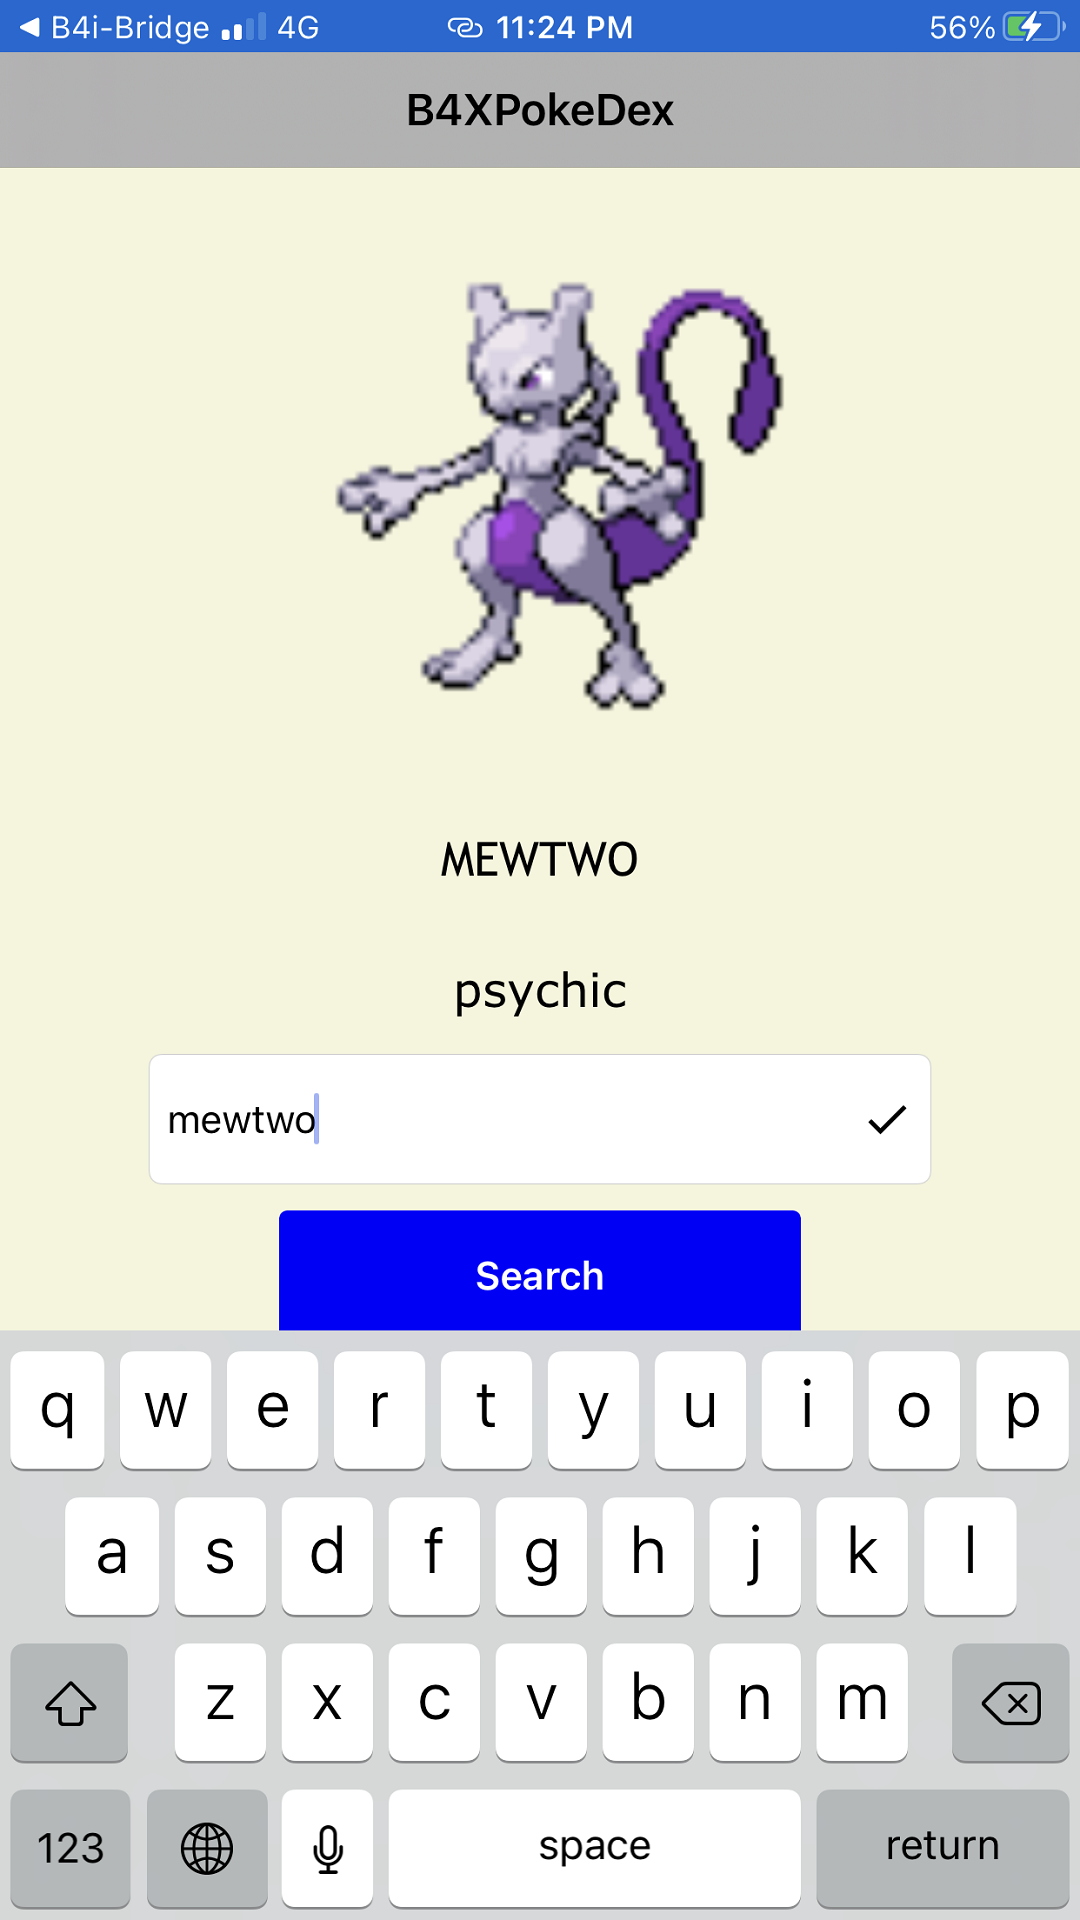 ◀ B4i-Bridge 4G 11:24 PM 56%
B4XPokeDex
MEWTWO
psychic
mewtwo
Search
q w e r t y u i o p
a s d f g h j k l
z x c v b n m
123 space return